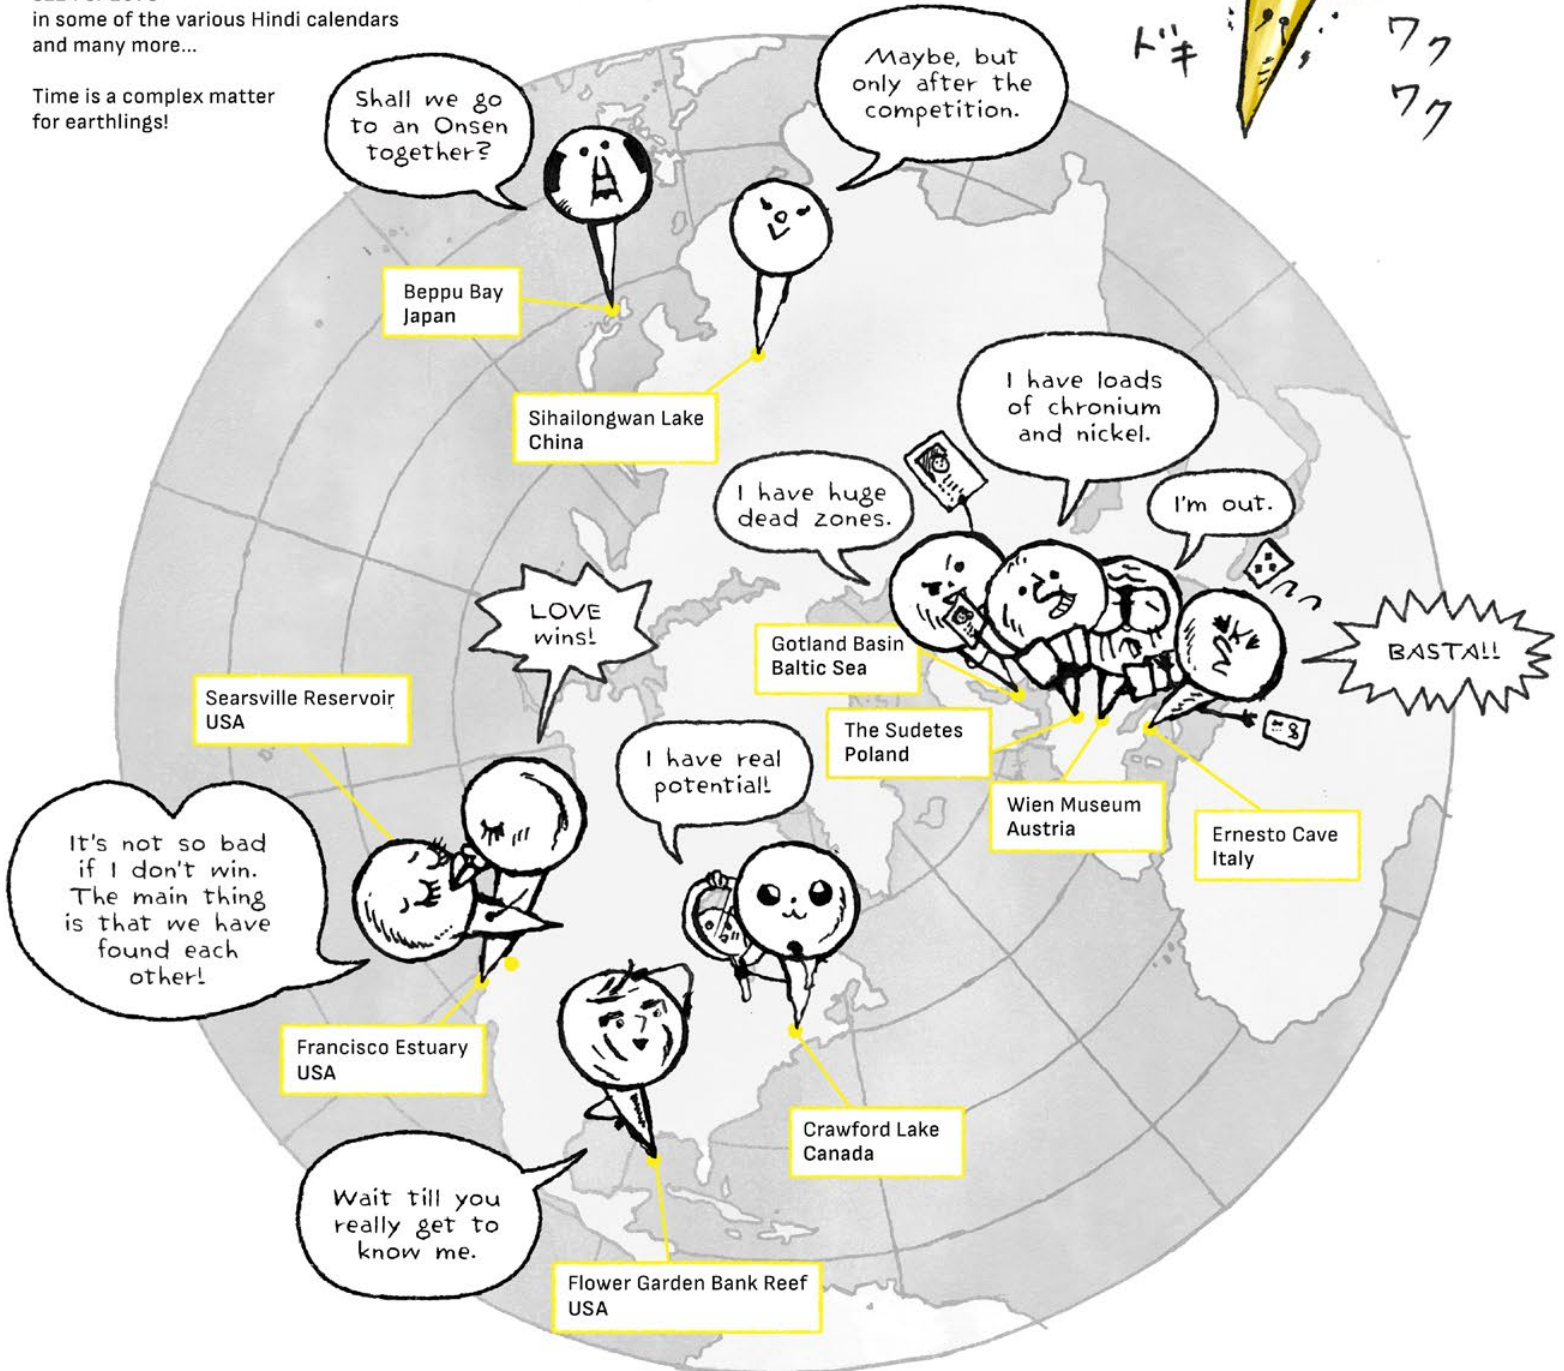 in some of the various Hindi calendars
and many more...
Time is a complex matter
for earthlings!
ドキ
ワク
ワク
Shall we go
to an Onsen
together?
Maybe, but
only after the
competition.
Beppu Bay
Japan
Sihailongwan Lake
China
I have loads
of chronium
and nickel.
I have huge
dead zones.
I'm out.
LOVE
wins!
BASTA!!
Gotland Basin
Baltic Sea
Searsville Reservoir
USA
The Sudetes
Poland
I have real
potential!
Wien Museum
Austria
Ernesto Cave
Italy
It's not so bad
if I don't win.
The main thing
is that we have
found each
other!
Francisco Estuary
USA
Crawford Lake
Canada
Wait till you
really get to
know me.
Flower Garden Bank Reef
USA